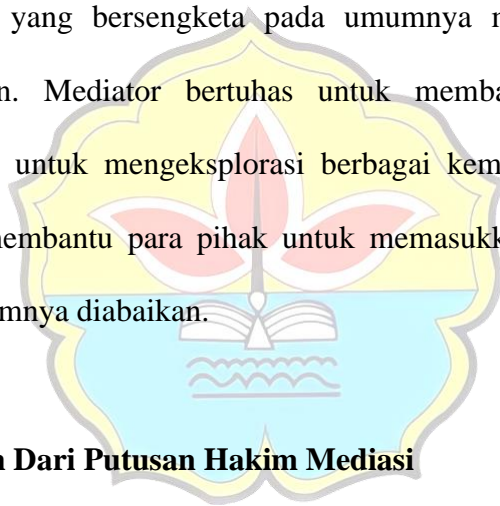 yang bersengketa pada umumnya
n. Mediator bertuhas untuk memba
untuk mengeksplorasi berbagai kem
embantu para pihak untuk memasukk
mnya diabaikan.
Dari Putusan Hakim Mediasi